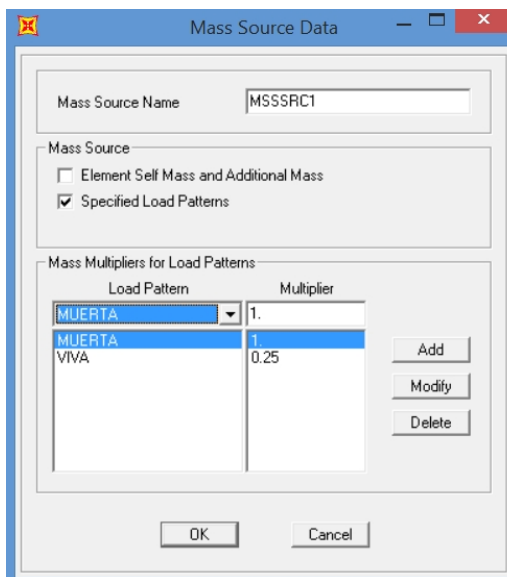 Mass Source Data
Mass Source Name MSSSRC1
Mass Source
Element Self Mass and Additional Mass
Specified Load Patterns
Mass Multipliers for Load Patterns
Load Pattern Multiplier
MUERTA 1.
MUERTA 1.
VIVA 0.25
Add
Modify
Delete
OK Cancel